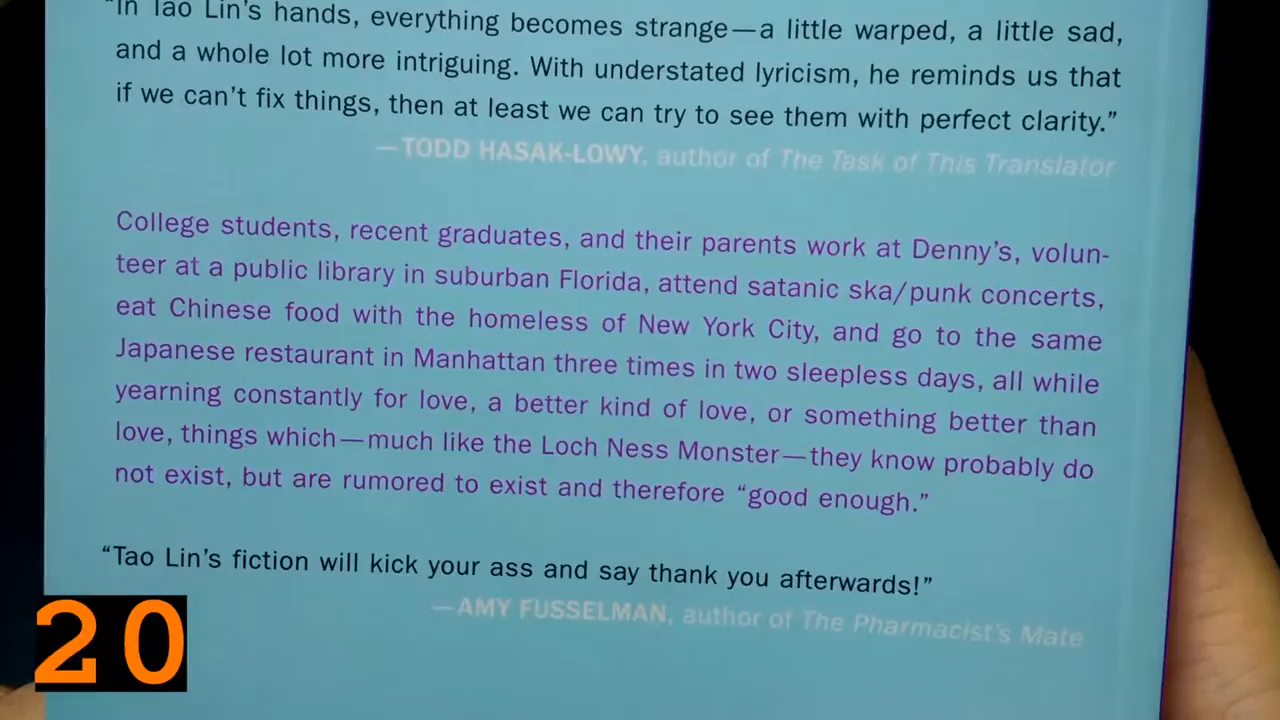 "In Tao Lin's hands, everything becomes strange—a little warped, a little sad,
and a whole lot more intriguing. With understated lyricism, he reminds us that
if we can't fix things, then at least we can try to see them with perfect clarity."
—TODD HASAK-LOWY, author of The Task of This Translator
College students, recent graduates, and their parents work at Denny's, volun-
teer at a public library in suburban Florida, attend satanic ska/punk concerts,
eat Chinese food with the homeless of New York City, and go to the same
Japanese restaurant in Manhattan three times in two sleepless days, all while
yearning constantly for love, a better kind of love, or something better than
love, things which—much like the Loch Ness Monster—they know probably do
not exist, but are rumored to exist and therefore "good enough."
"Tao Lin's fiction will kick your ass and say thank you afterwards!"
—AMY FUSSELMAN, author of The Pharmacist's Mate
20